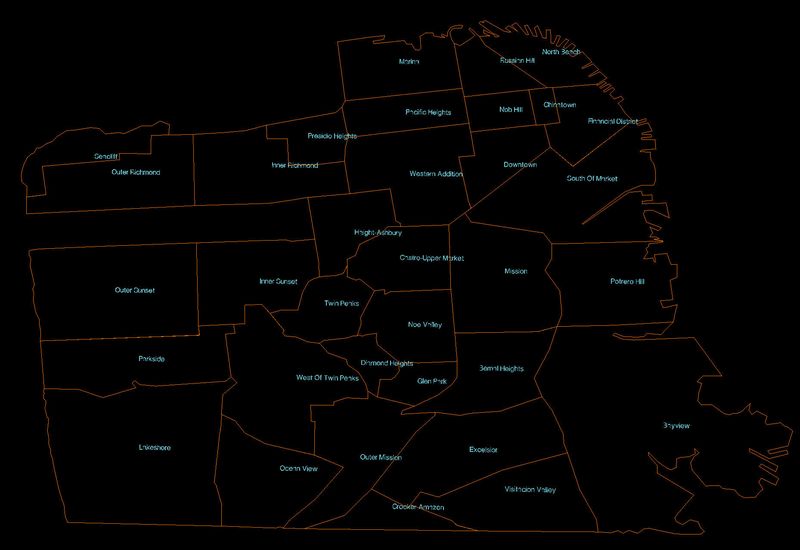 North Beach
Russian Hill
Marina
Chinatown
Nob Hill
Pacific Heights
Financial District
Presidio Heights
Seacliff
Downtown
Inner Richmond
Outer Richmond
Western Addition
South Of Market
Haight-Ashbury
Castro-Upper Market
Mission
Inner Sunset
Potrero Hill
Outer Sunset
Twin Peaks
Noe Valley
Parkside
Diamond Heights
Bernal Heights
West Of Twin Peaks
Glen Park
Bayview
Lakeshore
Excelsior
Outer Mission
Ocean View
Visitacion Valley
Crocker Amazon